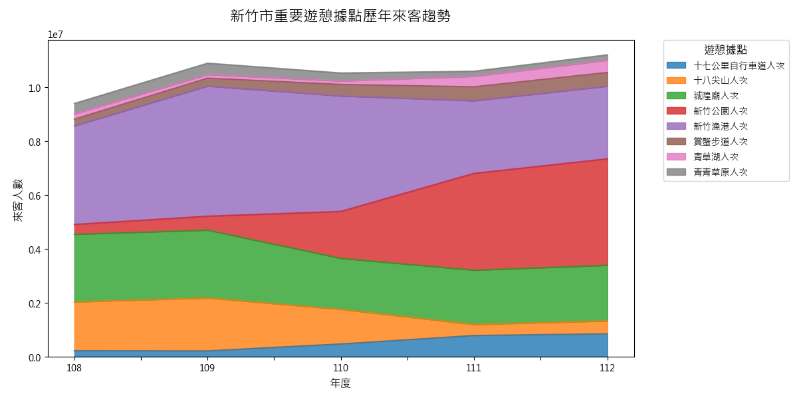 新竹市重要遊憩據點歷年來客趨勢
1e7
1.0
0.8
0.6
0.4
0.2
0.0
來客人數
108
109
110
111
112
年度
遊憩據點
十七公里自行車道人次
十八尖山人次
城隍廟人次
新竹公園人次
新竹漁港人次
賞蟹步道人次
青草湖人次
青青草原人次